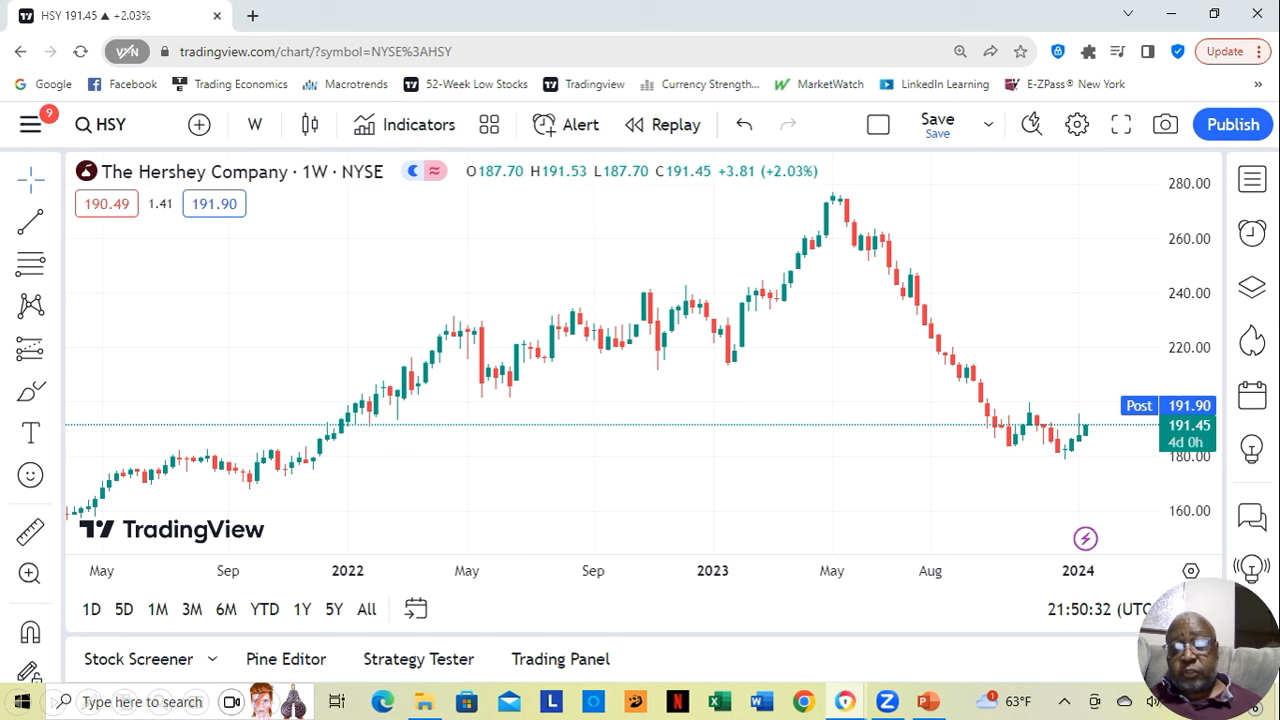 HSY 191.45 ▲ +2.03%
tradingview.com/chart/?symbol=NYSE%3AHSY
Update
Google Facebook Trading Economics Macrotrends 52-Week Low Stocks Tradingview Currency Strength... MarketWatch LinkedIn Learning E-ZPass® New York »
9 HSY W Indicators Alert Replay Save Publish
Save
The Hershey Company · 1W · NYSE O187.70 H191.53 L187.70 C191.45 +3.81 (+2.03%)
190.49 1.41 191.90
280.00
260.00
240.00
220.00
Post 191.90
191.45
4d 0h
180.00
160.00
TradingView
May Sep 2022 May Sep 2023 May Aug 2024
1D 5D 1M 3M 6M YTD 1Y 5Y All 21:50:32 (UTC
Stock Screener Pine Editor Strategy Tester Trading Panel
Type here to search 1 63°F